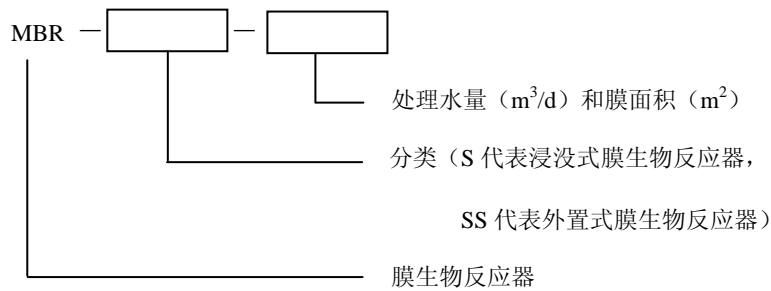 MBR — —
处理水量（m³/d）和膜面积（m²）
分类（S 代表浸没式膜生物反应器，
SS 代表外置式膜生物反应器）
膜生物反应器